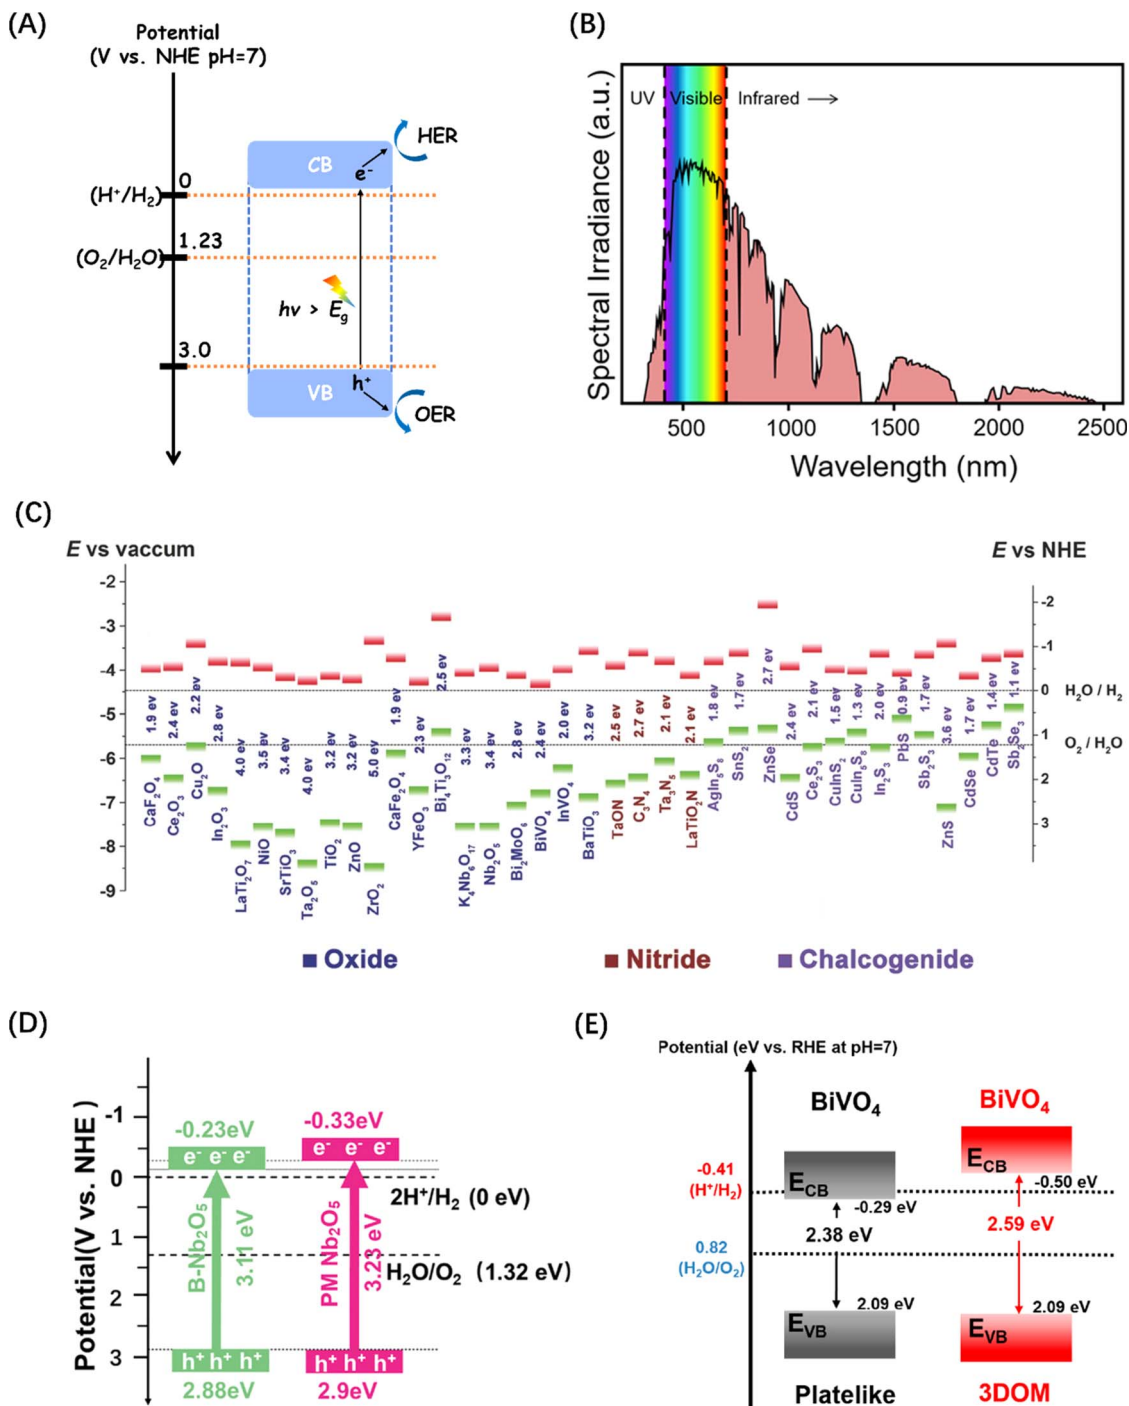 (A)
Potential
(V vs. NHE pH=7)
CB
HER
e⁻
0
(H⁺/H₂)
1.23
(O₂/H₂O)
hν > E_g
3.0
VB
h⁺
OER
(B)
UV
Visible
Infrared →
Spectral Irradiance (a.u.)
500
1000
1500
2000
2500
Wavelength (nm)
(C)
E vs vaccum
E vs NHE
-2
-3
-4
-5
-6
-7
-8
-9
-2
-1
0
1
2
3
H₂O / H₂
O₂ / H₂O
1.9 ev
CaF₂O₄
2.4 ev
Ce₂O₃
2.2 ev
Cu₂O
2.8 ev
In₂O₃
4.0 ev
LaTi₂O₇
3.5 ev
NiO
3.4 ev
SrTiO₃
4.0 ev
Ta₂O₅
3.2 ev
TiO₂
3.2 ev
ZnO
5.0 ev
ZrO₂
1.9 ev
CaFe₂O₄
2.3 ev
YFeO₃
2.5 ev
Bi₄Ti₃O₁₂
3.3 ev
K₄Nb₆O₁₇
3.4 ev
Nb₂O₅
2.8 ev
Bi₂MoO₆
2.4 ev
BiVO₄
2.0 ev
InVO₄
3.2 ev
BaTiO₃
2.5 ev
TaON
2.7 ev
C₃N₄
2.1 ev
Ta₃N₅
2.1 ev
LaTiO₂N
1.8 ev
AgIn₅S₈
1.7 ev
SnS₂
2.7 ev
ZnSe
2.4 ev
CdS
2.1 ev
Ce₂S₃
1.5 ev
CuInS₂
1.3 ev
CuIn₅S₈
2.0 ev
In₂S₃
0.9 ev
PbS
1.7 ev
Sb₂S₃
3.6 ev
ZnS
1.7 ev
CdSe
1.4 ev
CdTe
1.1 ev
Sb₂Se₃
Oxide
Nitride
Chalcogenide
(D)
Potential(V vs. NHE )
-1
0
1
2
3
-0.23eV
e⁻ e⁻ e⁻
B-Nb₂O₅
3.11 eV
h⁺ h⁺ h⁺
2.88eV
-0.33eV
e⁻ e⁻ e⁻
PM Nb₂O₅
3.23 eV
h⁺ h⁺ h⁺
2.9eV
2H⁺/H₂ (0 eV)
H₂O/O₂ (1.32 eV)
(E)
Potential (eV vs. RHE at pH=7)
BiVO₄
BiVO₄
-0.41
(H⁺/H₂)
0.82
(H₂O/O₂)
E_CB
-0.29 eV
2.38 eV
2.09 eV
E_VB
Platelike
E_CB
-0.50 eV
2.59 eV
2.09 eV
E_VB
3DOM